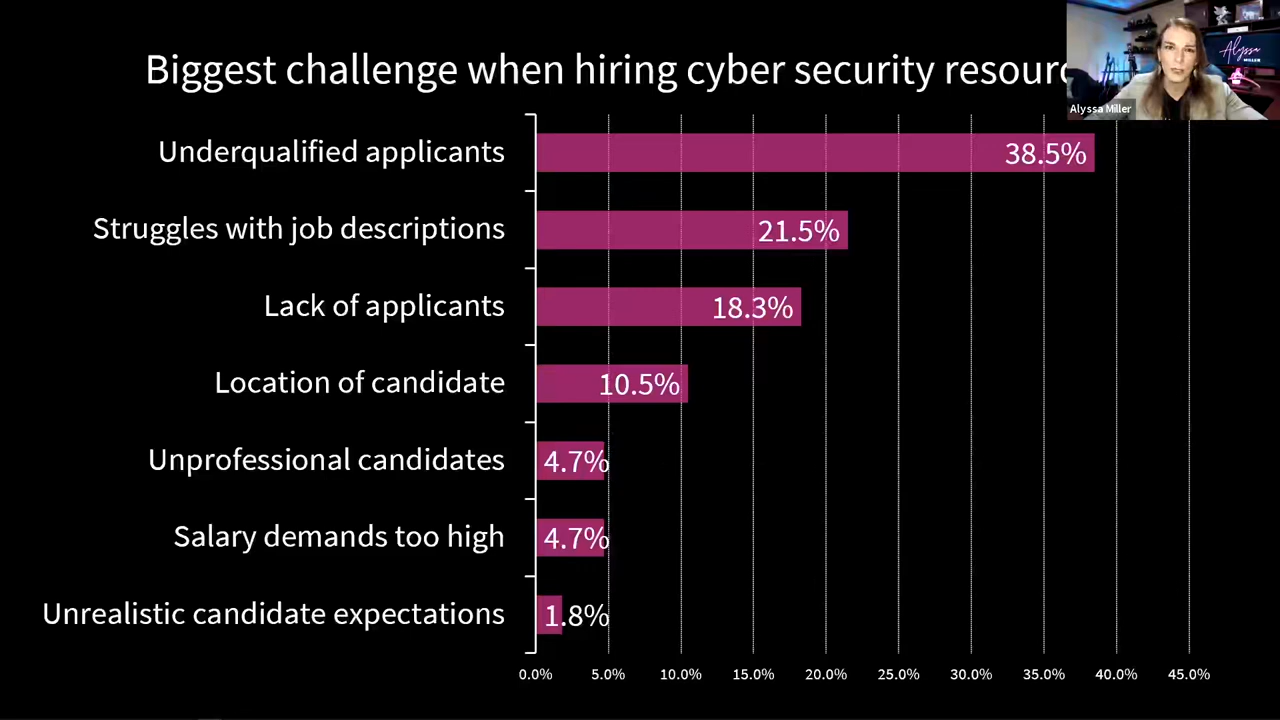 Biggest challenge when hiring cyber security
Alyssa
MILLER
Alyssa Miller
Underqualified applicants
38.5%
Struggles with job descriptions
21.5%
Lack of applicants
18.3%
Location of candidate
10.5%
Unprofessional candidates
4.7%
Salary demands too high
4.7%
Unrealistic candidate expectations
1.8%
0.0% 5.0% 10.0% 15.0% 20.0% 25.0% 30.0% 35.0% 40.0% 45.0%